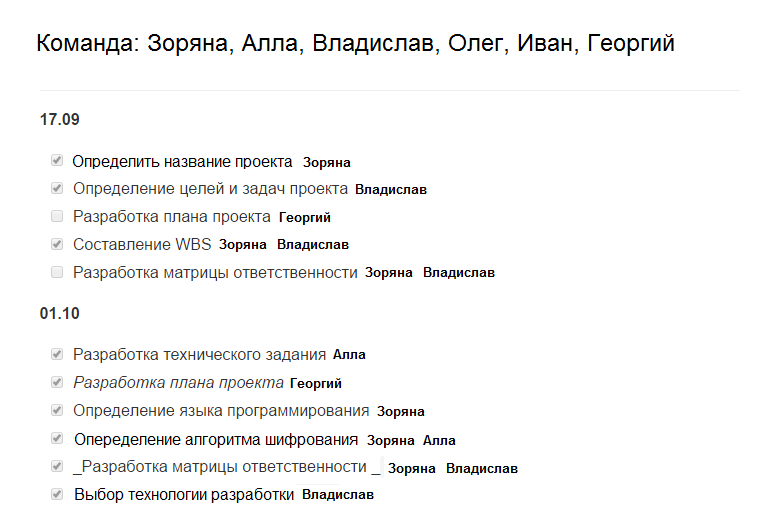 Команда: Зоряна, Алла, Владислав, Олег, Иван, Георгий
17.09
Определить название проекта Зоряна
Определение целей и задач проекта Владислав
Разработка плана проекта Георгий
Составление WBS Зоряна Владислав
Разработка матрицы ответственности Зоряна Владислав
01.10
Разработка технического задания Алла
Разработка плана проекта Георгий
Определение языка программирования Зоряна
Опеределение алгоритма шифрования Зоряна Алла
_Разработка матрицы ответственности _ Зоряна Владислав
Выбор технологии разработки Владислав